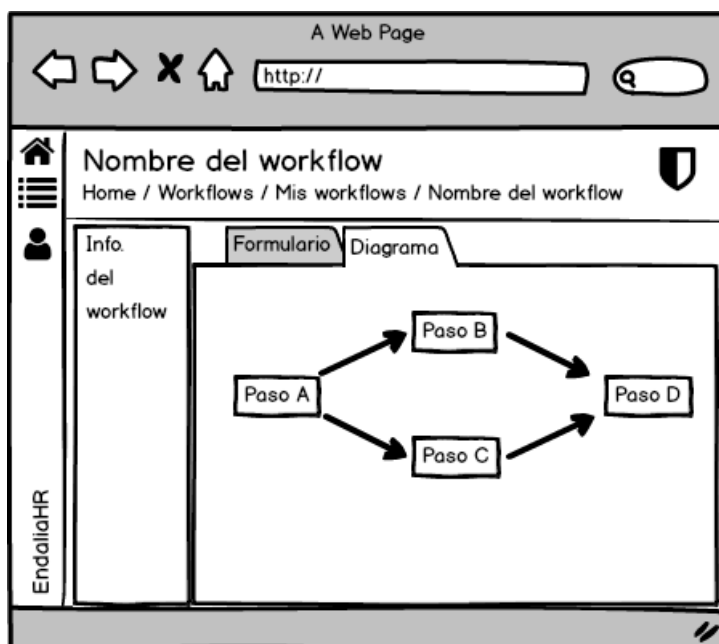 A Web Page
http://
Nombre del workflow
Home / Workflows / Mis workflows / Nombre del workflow
Info.
del
workflow
Formulario
Diagrama
Paso B
Paso A
Paso D
Paso C
EndaliaHR